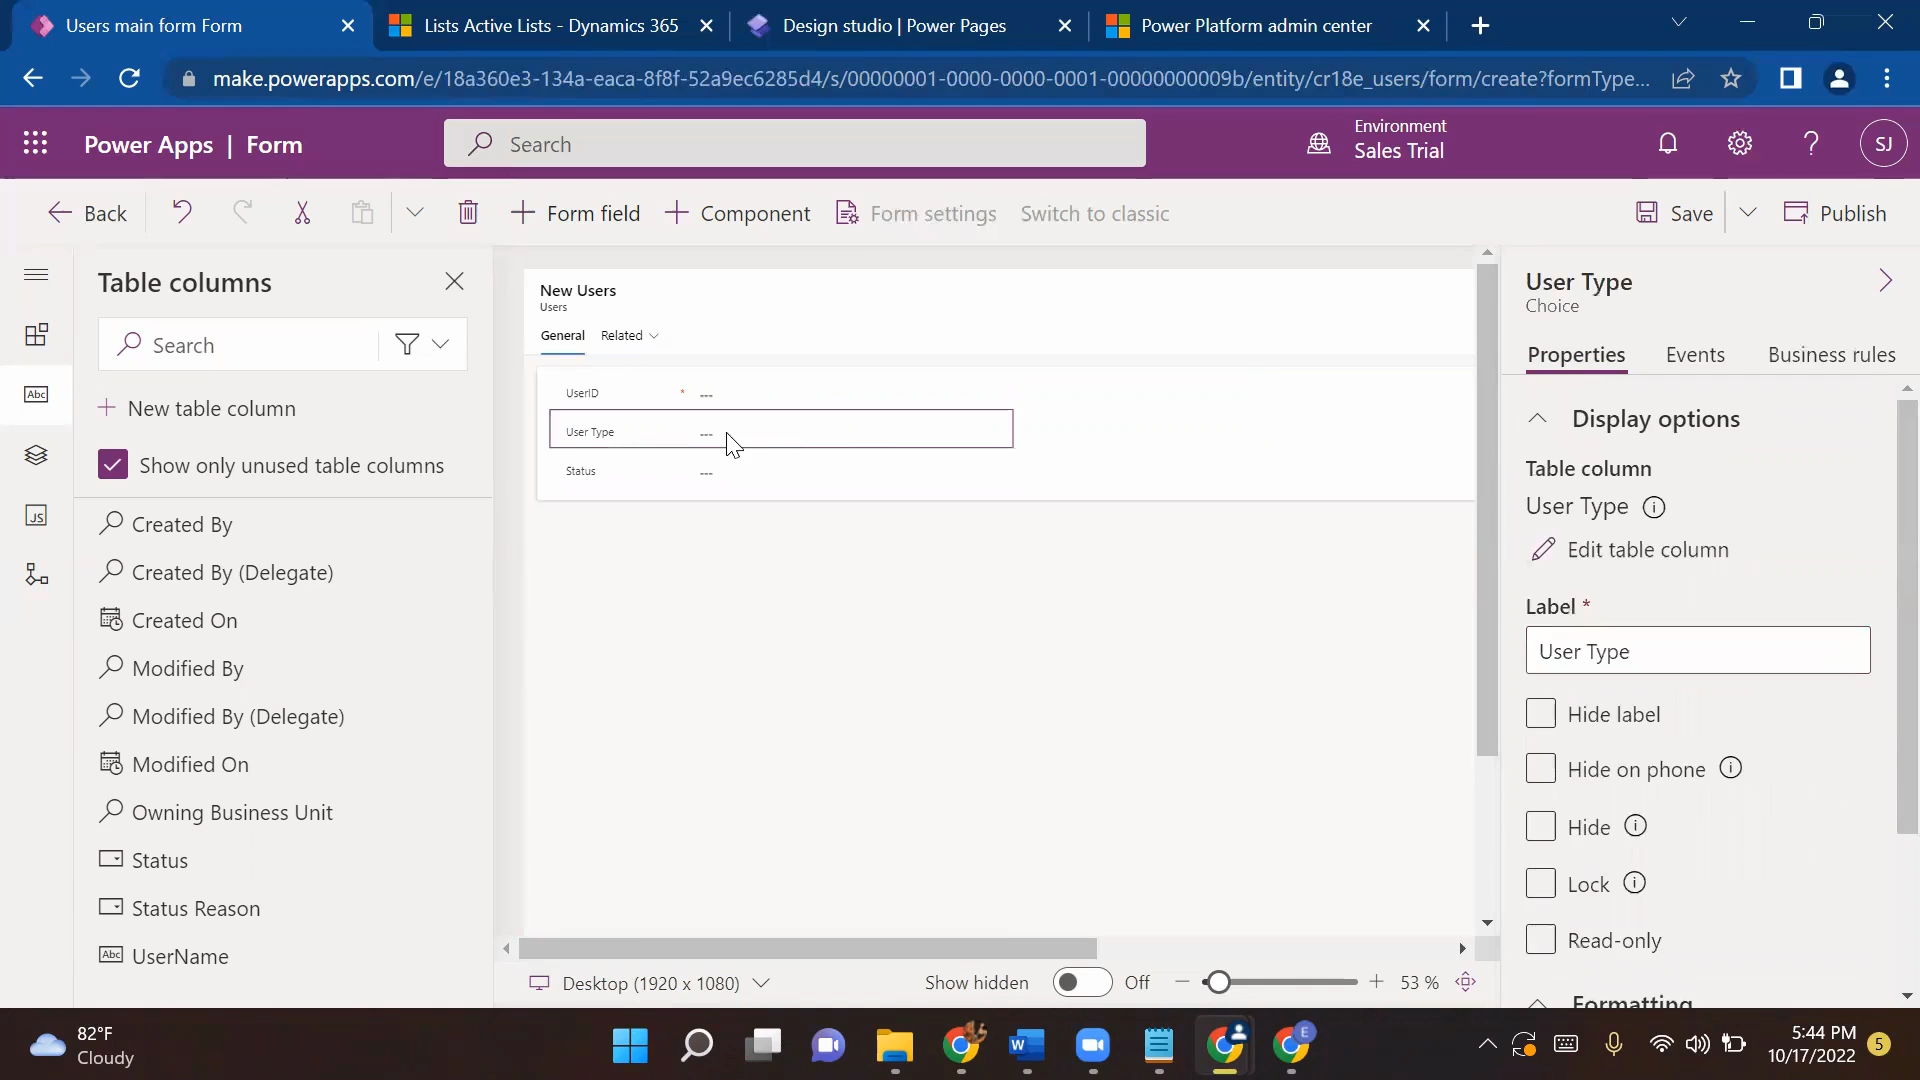 Users main form Form
Lists Active Lists - Dynamics 365
Design studio | Power Pages
Power Platform admin center
make.powerapps.com/e/18a360e3-134a-eaca-8f8f-52a9ec6285d4/s/00000001-0000-0000-0001-00000000009b/entity/cr18e_users/form/create?formType...
Power Apps | Form
Search
Environment
Sales Trial
SJ
Back
Form field
Component
Form settings
Switch to classic
Save
Publish
Table columns
Search
New table column
Show only unused table columns
Abc
JS
Created By
Created By (Delegate)
Created On
Modified By
Modified By (Delegate)
Modified On
Owning Business Unit
Status
Status Reason
Abc UserName
New Users
Users
General Related
UserID * ---
User Type ---
Status ---
Desktop (1920 x 1080)
Show hidden
Off
53 %
User Type
Choice
Properties
Events
Business rules
Display options
Table column
User Type
Edit table column
Label *
User Type
Hide label
Hide on phone
Hide
Lock
Read-only
Formatting
82°F
Cloudy
W
E
5:44 PM
10/17/2022
5